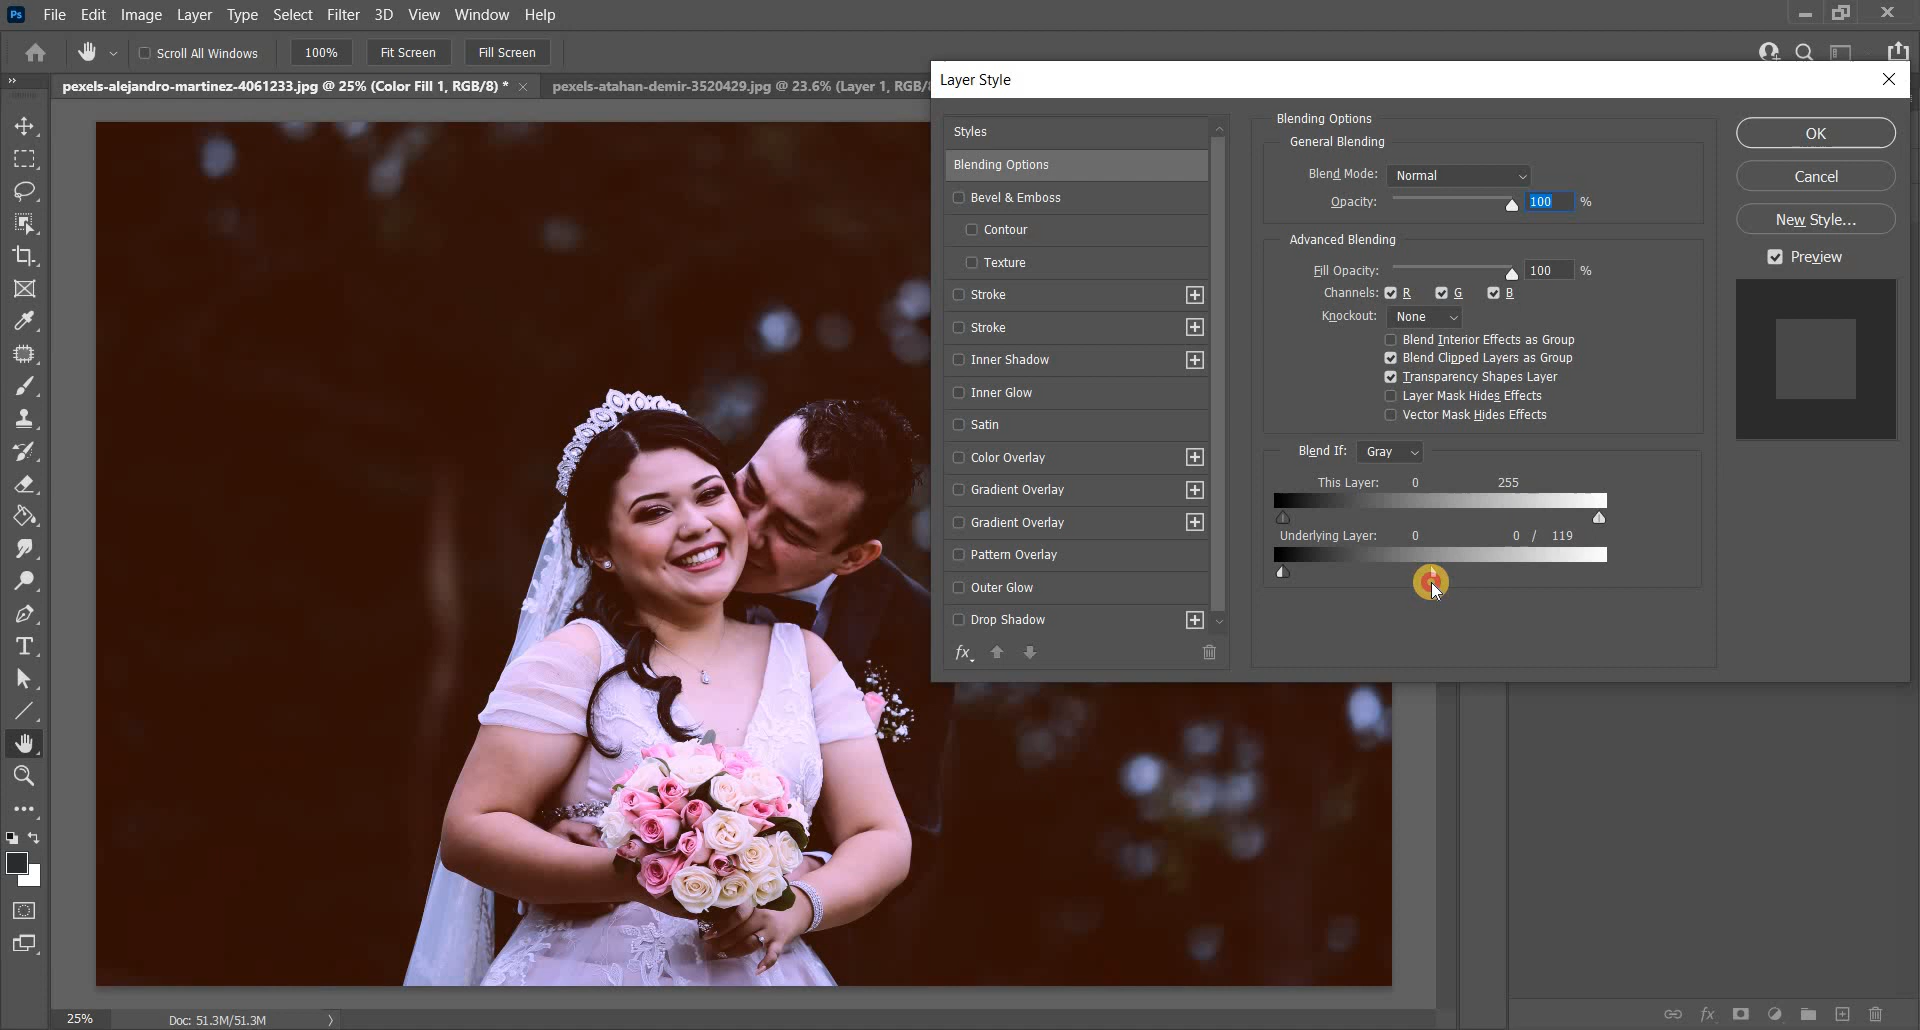 Ps File Edit Image Layer Type Select Filter 3D View Window Help
Scroll All Windows 100% Fit Screen Fill Screen
pexels-alejandro-martinez-4061233.jpg @ 25% (Color Fill 1, RGB/8) * pexels-atahan-demir-3520429.jpg @ 23.6% (Layer 1, RGB/8
Layer Style
Styles
Blending Options
Bevel & Emboss
Contour
Texture
Stroke
Stroke
Inner Shadow
Inner Glow
Satin
Color Overlay
Gradient Overlay
Gradient Overlay
Pattern Overlay
Outer Glow
Drop Shadow
fx
Blending Options
General Blending
Blend Mode: Normal
Opacity: 100 %
Advanced Blending
Fill Opacity: 100 %
Channels: R G B
Knockout: None
Blend Interior Effects as Group
Blend Clipped Layers as Group
Transparency Shapes Layer
Layer Mask Hides Effects
Vector Mask Hides Effects
Blend If: Gray
This Layer: 0 255
Underlying Layer: 0 0 / 119
OK
Cancel
New Style...
Preview
T
25% Doc: 51.3M/51.3M
fx